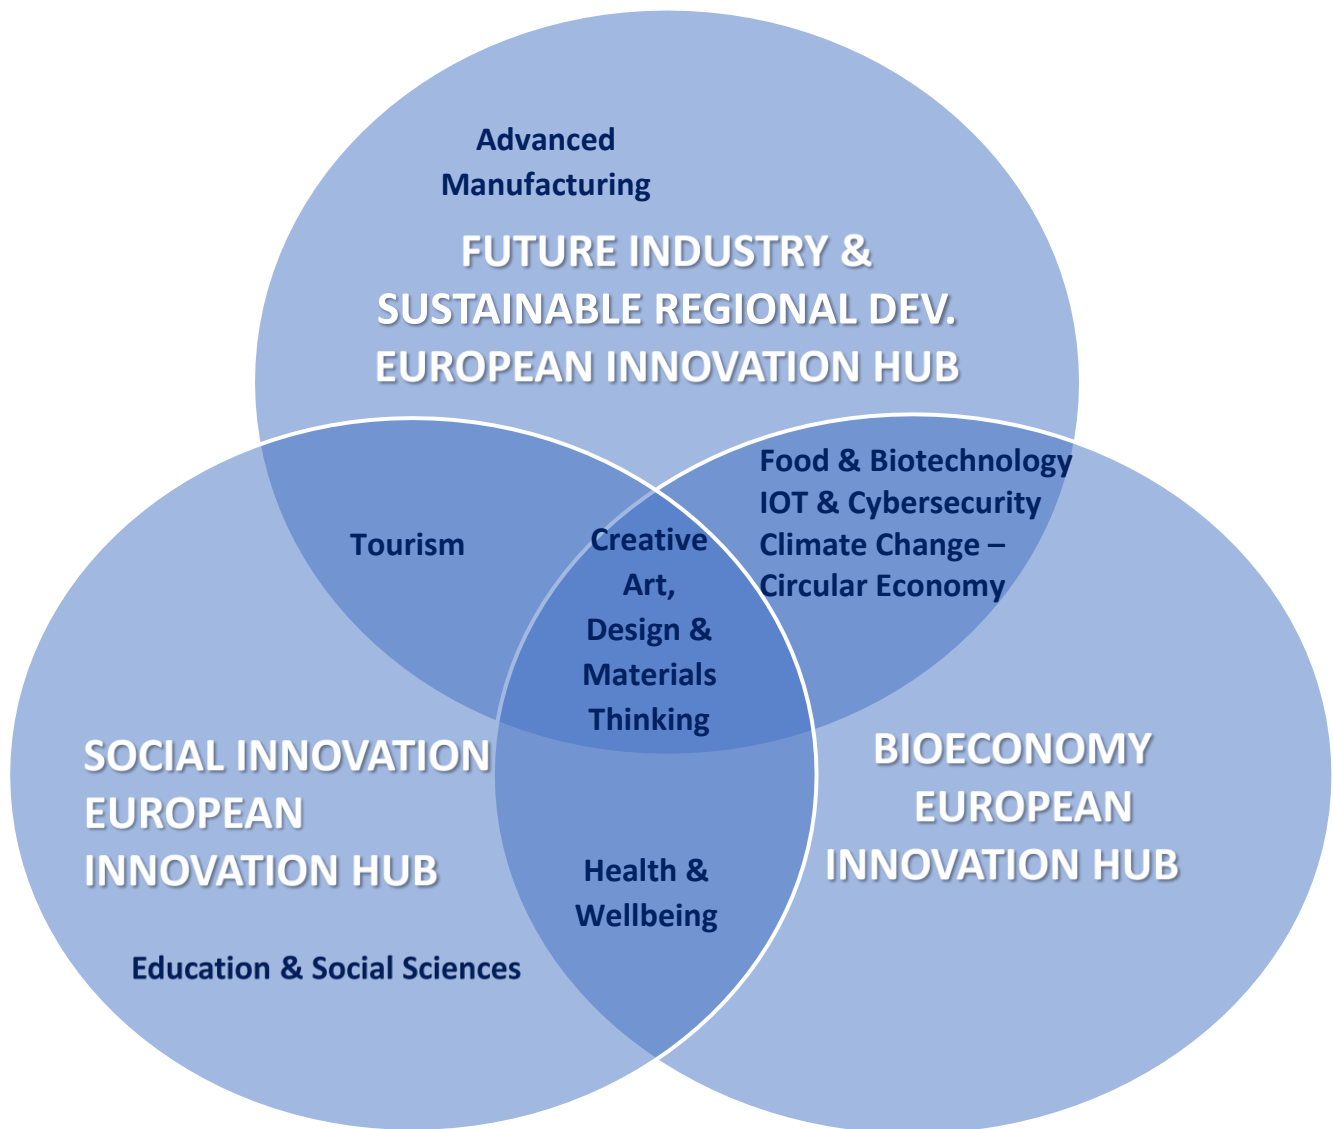 Advanced
Manufacturing
FUTURE INDUSTRY &
SUSTAINABLE REGIONAL DEV.
EUROPEAN INNOVATION HUB
Food & Biotechnology
IOT & Cybersecurity
Climate Change –
Circular Economy
Tourism
Creative
Art,
Design &
Materials
Thinking
SOCIAL INNOVATION
EUROPEAN
INNOVATION HUB
BIOECONOMY
EUROPEAN
INNOVATION HUB
Health &
Wellbeing
Education & Social Sciences